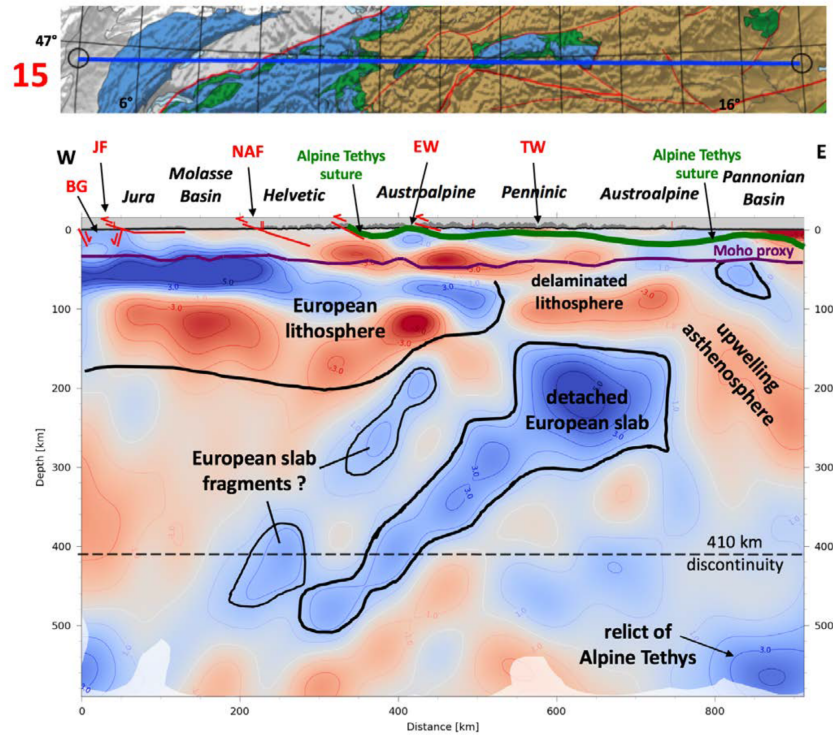 47°
15
6°
16°
W
E
JF
NAF
Alpine Tethys
suture
EW
TW
Alpine Tethys
suture
BG
Jura
Molasse
Basin
Helvetic
Austroalpine
Penninic
Austroalpine
Pannonian
Basin
0
0
Moho proxy
delaminated
lithosphere
European
lithosphere
upwelling
asthenosphere
100
100
200
200
detached
European slab
Depth [km]
European slab
fragments ?
300
300
400
400
410 km
discontinuity
500
500
relict of
Alpine Tethys
0
200
400
600
800
Distance [km]